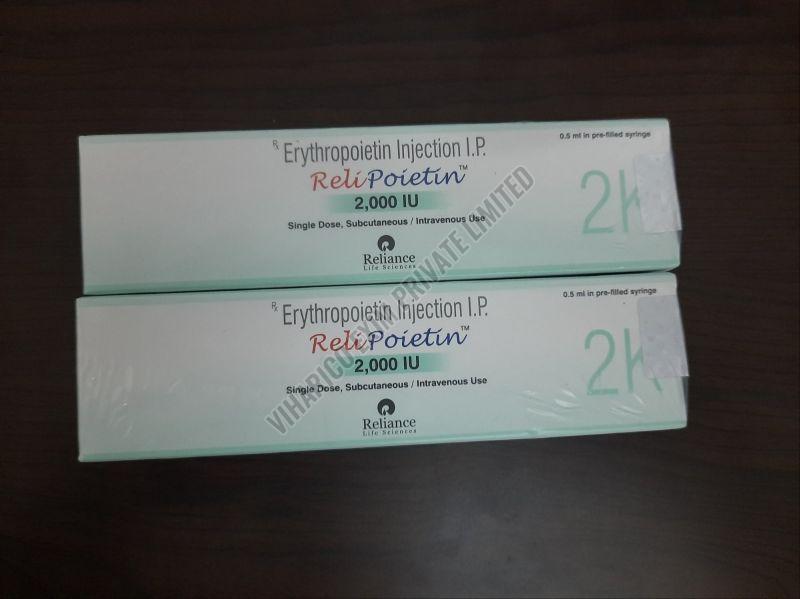 0.5 ml in pre-filled syringe
Rx Erythropoietin Injection I.P.
ReliPoietin™
2,000 IU
2K
Single Dose, Subcutaneous / Intravenous Use
Reliance
Life Sciences
0.5 ml in pre-filled syringe
Rx Erythropoietin Injection I.P.
ReliPoietin™
2,000 IU
2K
Single Dose, Subcutaneous / Intravenous Use
Reliance
Life Sciences
VIHARICO EXIM PRIVATE LIMITED